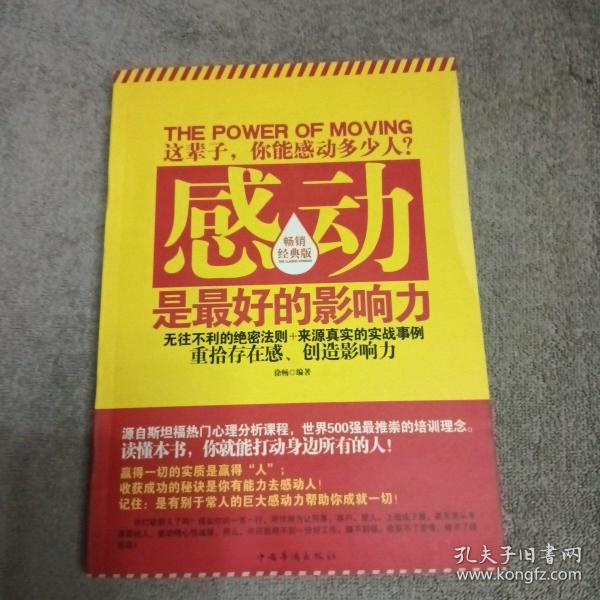 THE POWER OF MOVING
这辈子，你能感动多少人？
感动
畅销
经典版
是最好的影响力
无往不利的绝密法则+来源真实的实战事例
重拾存在感、创造影响力
徐畅◎编著
源自斯坦福热门心理分析课程，世界500强最推崇的培训理念。
读懂本书，你就能打动身边所有的人！
赢得一切的实质是赢得“人”；
收获成功的秘诀是你有能力去感动人！
记住：是有别于常人的巨大感动力帮助你成就一切！
中国华侨出版社
孔夫子旧书网
www.kongfz.com